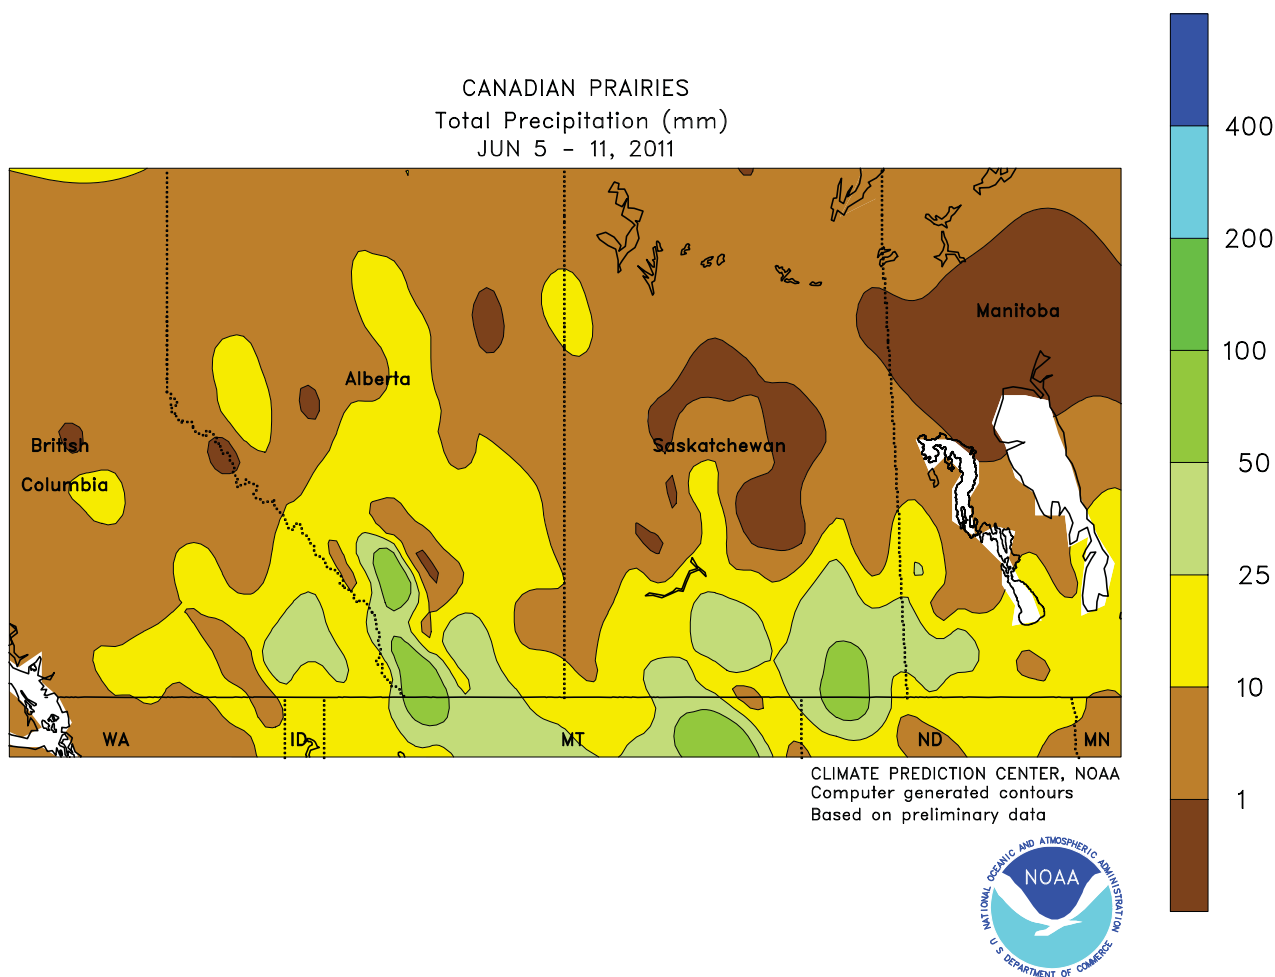 CANADIAN PRAIRIES
Total Precipitation (mm)
JUN 5 - 11, 2011
400
200
100
50
25
10
1
Manitoba
Alberta
British
Columbia
Saskatchewan
WA
ID
MT
ND
MN
CLIMATE PREDICTION CENTER, NOAA
Computer generated contours
Based on preliminary data
NATIONAL OCEANIC AND ATMOSPHERIC ADMINISTRATION
NOAA
U S DEPARTMENT OF COMMERCE